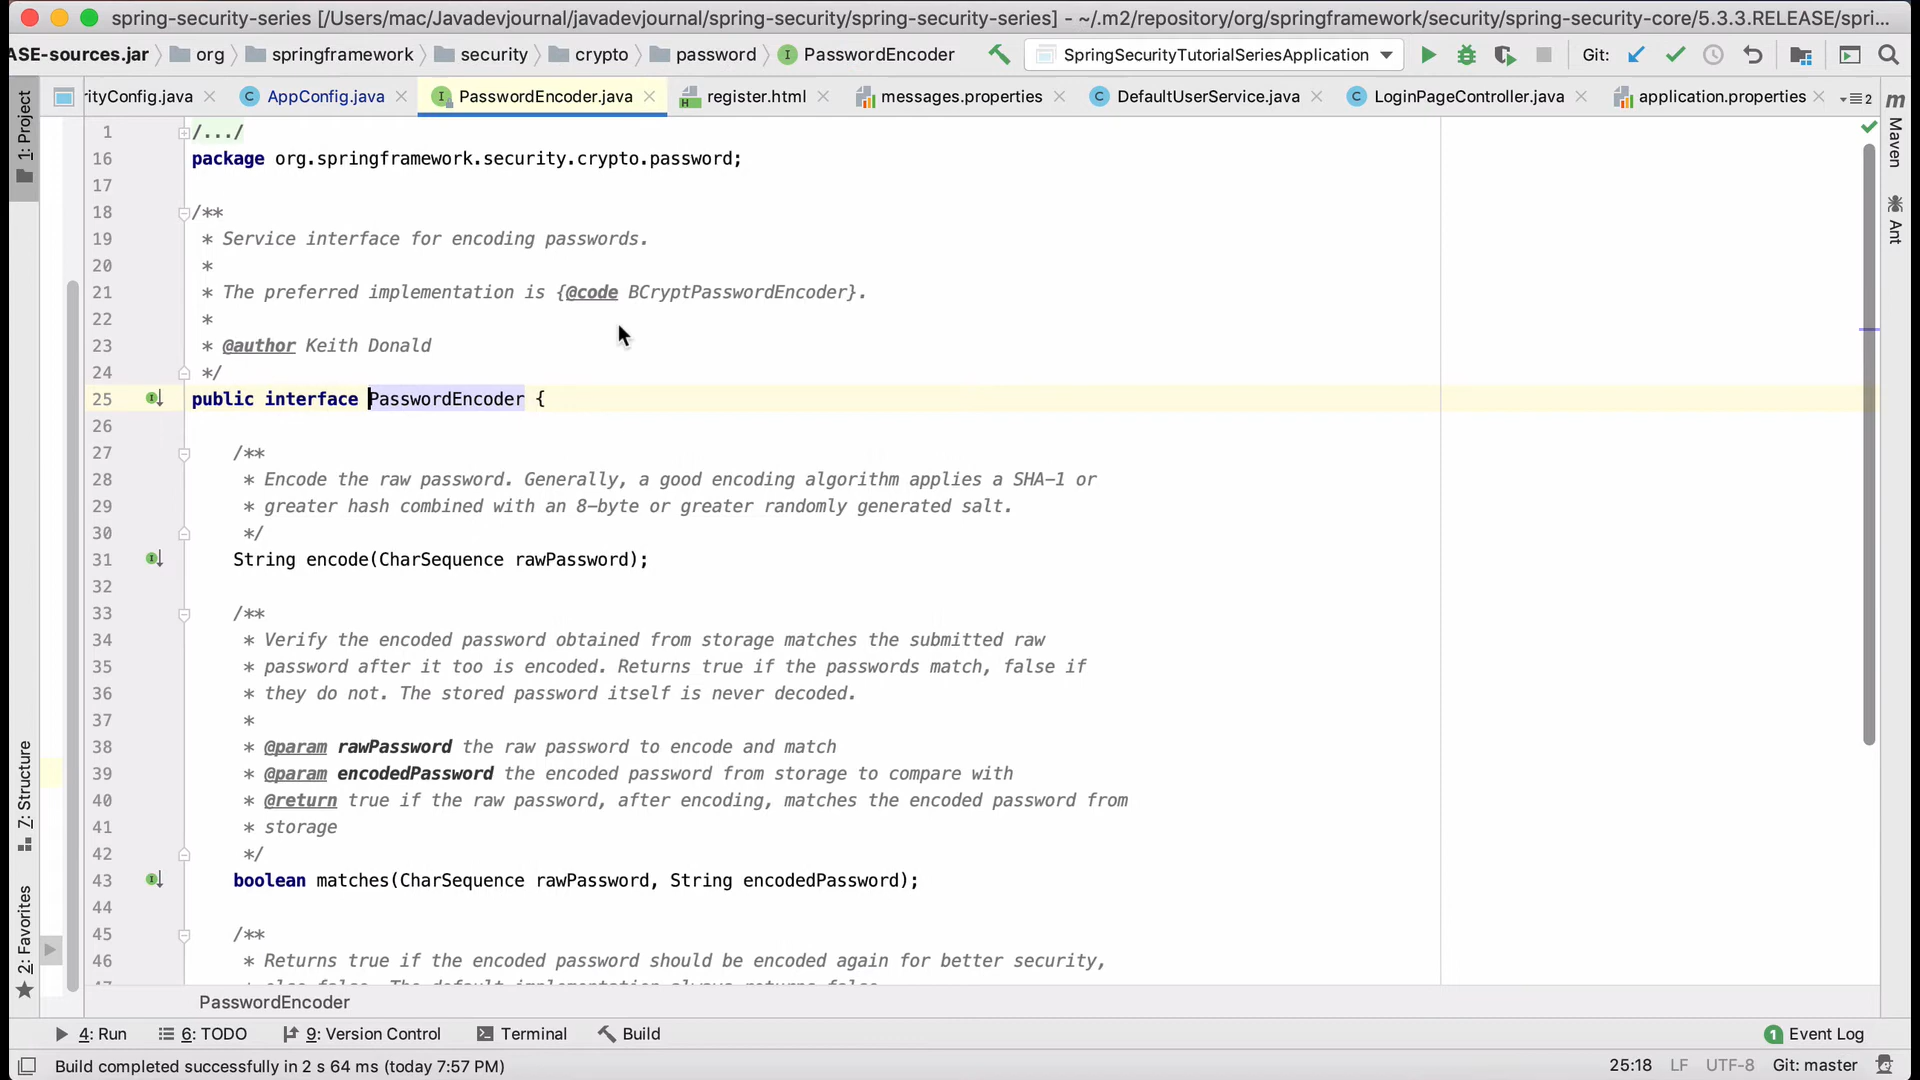 spring-security-series [/Users/mac/Javadevjournal/javadevjournal/spring-security/spring-security-series] - ~/.m2/repository/org/springframework/security/spring-security-core/5.3.3.RELEASE/spri...
ASE-sources.jar org springframework security crypto password PasswordEncoder SpringSecurityTutorialSeriesApplication Git:
rityConfig.java AppConfig.java PasswordEncoder.java register.html messages.properties DefaultUserService.java LoginPageController.java application.properties 2
1: Project
Z: Structure
2: Favorites
Maven
Ant
1 /.../
16 package org.springframework.security.crypto.password;
17
18 /**
19 * Service interface for encoding passwords.
20 *
21 * The preferred implementation is {@code BCryptPasswordEncoder}.
22 *
23 * @author Keith Donald
24 */
25 public interface PasswordEncoder {
26
27 /**
28 * Encode the raw password. Generally, a good encoding algorithm applies a SHA-1 or
29 * greater hash combined with an 8-byte or greater randomly generated salt.
30 */
31 String encode(CharSequence rawPassword);
32
33 /**
34 * Verify the encoded password obtained from storage matches the submitted raw
35 * password after it too is encoded. Returns true if the passwords match, false if
36 * they do not. The stored password itself is never decoded.
37 *
38 * @param rawPassword the raw password to encode and match
39 * @param encodedPassword the encoded password from storage to compare with
40 * @return true if the raw password, after encoding, matches the encoded password from
41 * storage
42 */
43 boolean matches(CharSequence rawPassword, String encodedPassword);
44
45 /**
46 * Returns true if the encoded password should be encoded again for better security,
PasswordEncoder
4: Run 6: TODO 9: Version Control Terminal Build 1 Event Log
Build completed successfully in 2 s 64 ms (today 7:57 PM) 25:18 LF UTF-8 Git: master